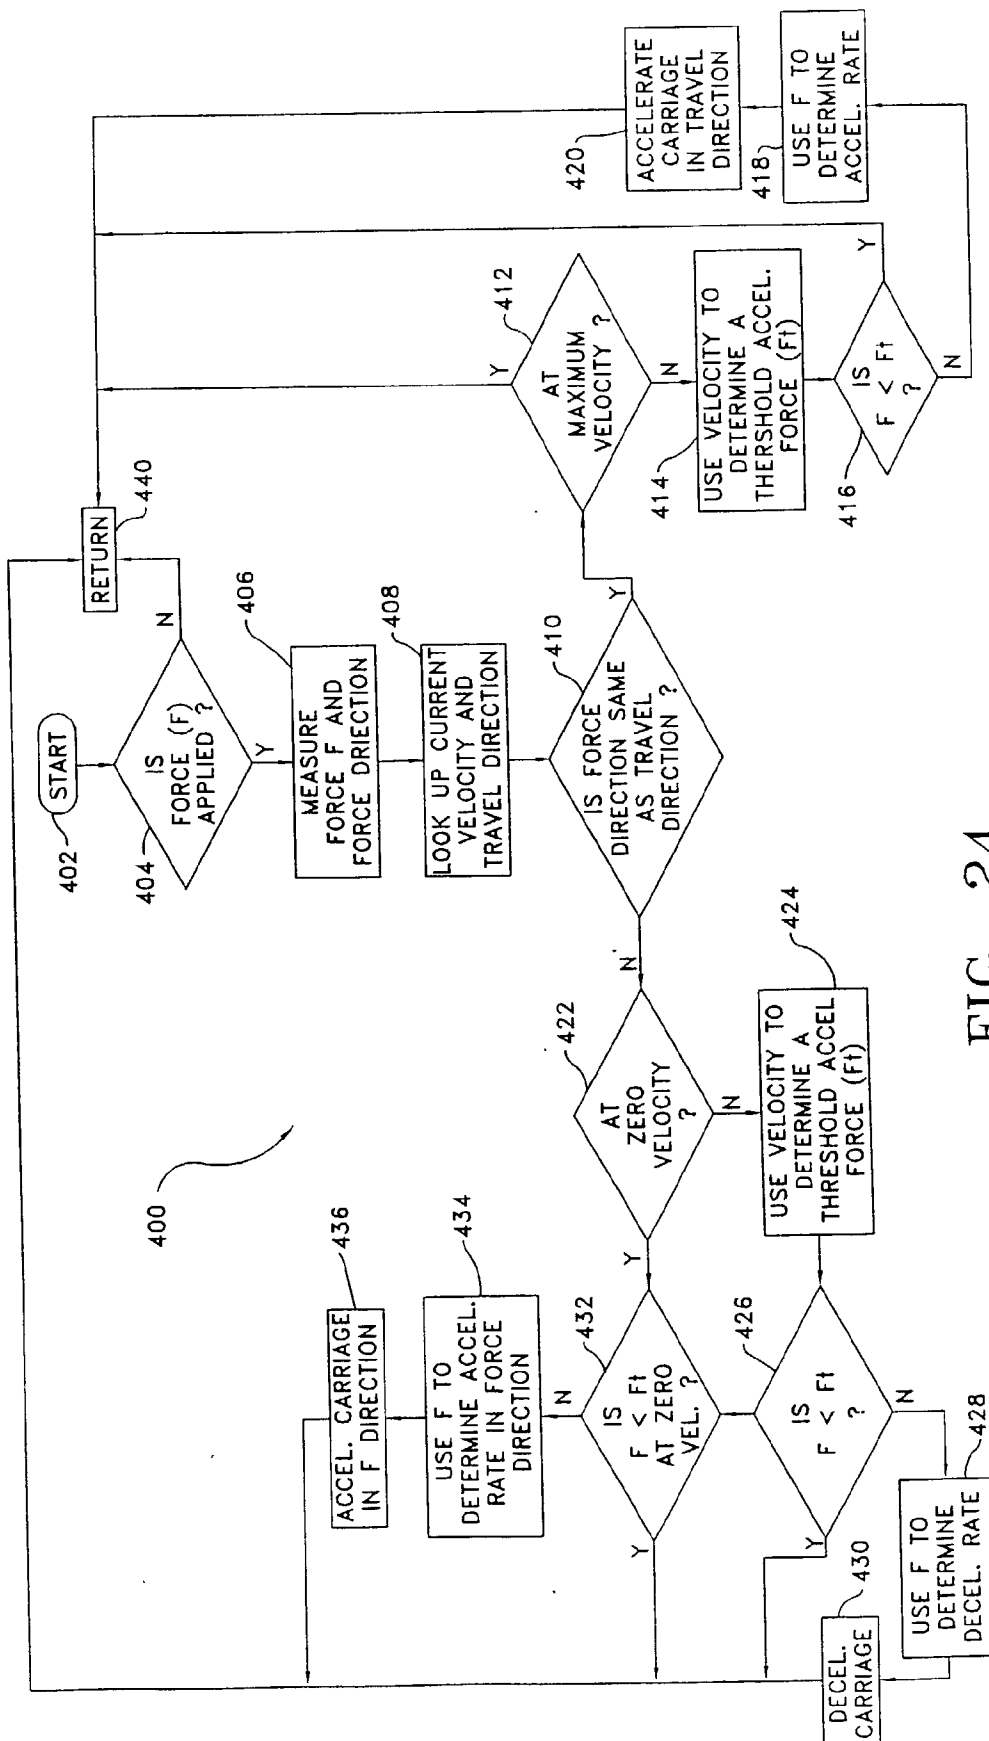 400
START
402
IS
FORCE (F)
APPLIED ?
404
N
Y
RETURN
440
MEASURE
FORCE F AND
FORCE DRIECTION
406
LOOK UP CURRENT
VELOCITY AND
TRAVEL DIRECTION
408
IS FORCE
DIRECTION SAME
AS TRAVEL
DIRECTION ?
410
N
Y
AT
MAXIMUM
VELOCITY ?
412
Y
N
USE VELOCITY TO
DETERMINE A
THERSHOLD ACCEL.
FORCE (Ft)
414
IS
F < Ft
?
416
Y
N
USE F TO
DETERMINE
ACCEL. RATE
418
ACCELERATE
CARRIAGE
IN TRAVEL
DIRECTION
420
AT
ZERO
VELOCITY
?
422
Y
N
USE VELOCITY TO
DETERMINE A
THRESHOLD ACCEL
FORCE (Ft)
424
IS
F < Ft
?
426
Y
N
USE F TO
DETERMINE
DECEL. RATE
428
DECEL.
CARRIAGE
430
IS
F < Ft
AT ZERO
VEL. ?
432
Y
N
USE F TO
DETERMINE ACCEL.
RATE IN FORCE
DIRECTION
434
ACCEL. CARRIAGE
IN F DIRECTION
436
FIG. 24